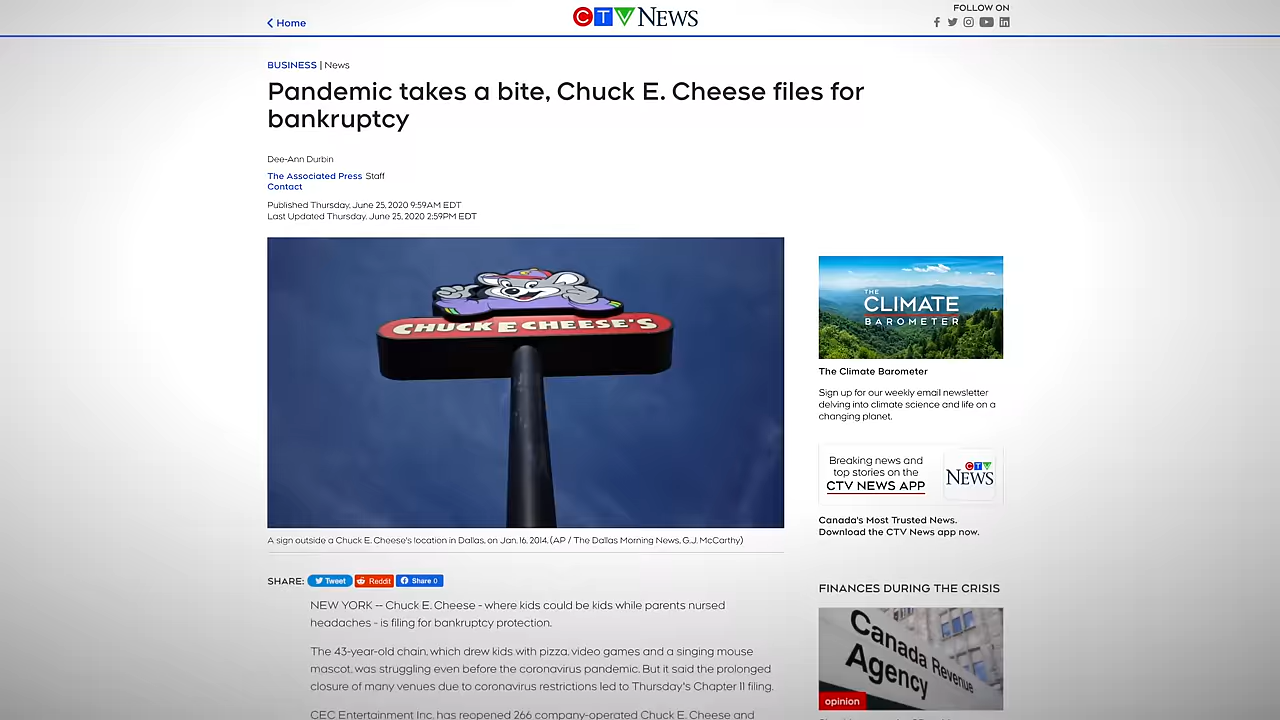 Home
CTV NEWS
FOLLOW ON
BUSINESS | News
Pandemic takes a bite, Chuck E. Cheese files for
bankruptcy
Dee-Ann Durbin
The Associated Press Staff
Contact
Published Thursday, June 25, 2020 9:59AM EDT
Last Updated Thursday, June 25, 2020 2:59PM EDT
CHUCK E CHEESE'S
A sign outside a Chuck E. Cheese's location in Dallas, on Jan. 16, 2014. (AP / The Dallas Morning News, G.J. McCarthy)
SHARE: Tweet Reddit Share 0
NEW YORK -- Chuck E. Cheese - where kids could be kids while parents nursed
headaches - is filing for bankruptcy protection.
The 43-year-old chain, which drew kids with pizza, video games and a singing mouse
mascot, was struggling even before the coronavirus pandemic. But it said the prolonged
closure of many venues due to coronavirus restrictions led to Thursday's Chapter 11 filing.
CEC Entertainment Inc. has reopened 266 company-operated Chuck E. Cheese and
THE
CLIMATE
BAROMETER
The Climate Barometer
Sign up for our weekly email newsletter
delving into climate science and life on a
changing planet.
Breaking news and
top stories on the
CTV NEWS APP
CTV
NEWS
Canada's Most Trusted News.
Download the CTV News app now.
FINANCES DURING THE CRISIS
Canada Revenue
Agency
opinion